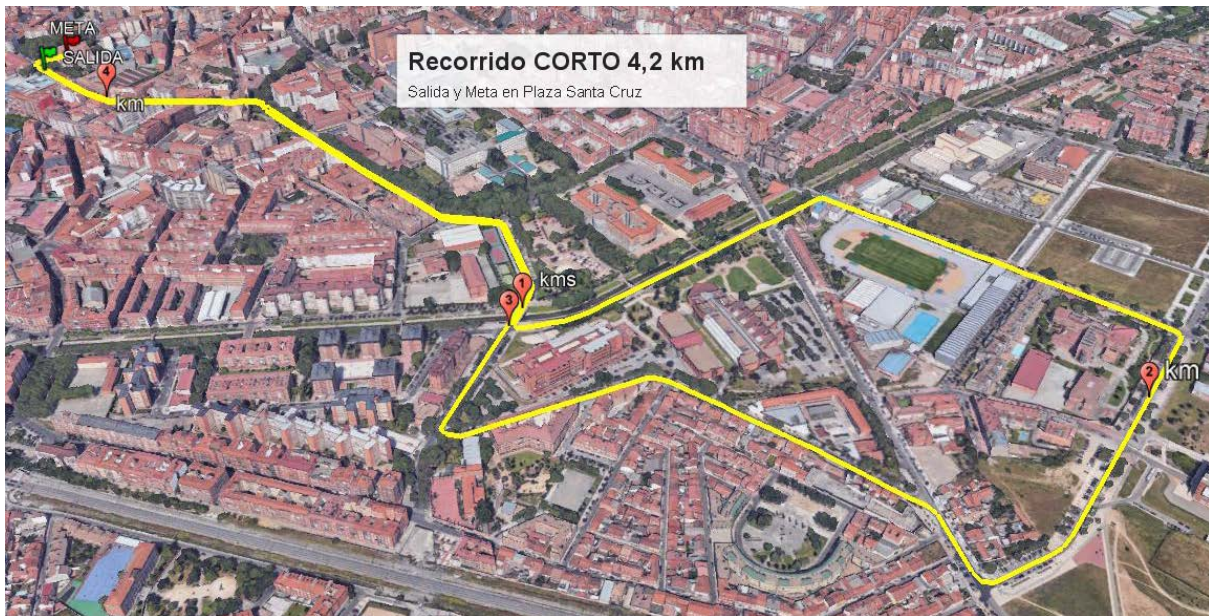 META
SALIDA
4
km
Recorrido CORTO 4,2 km
Salida y Meta en Plaza Santa Cruz
1
kms
3
2
km